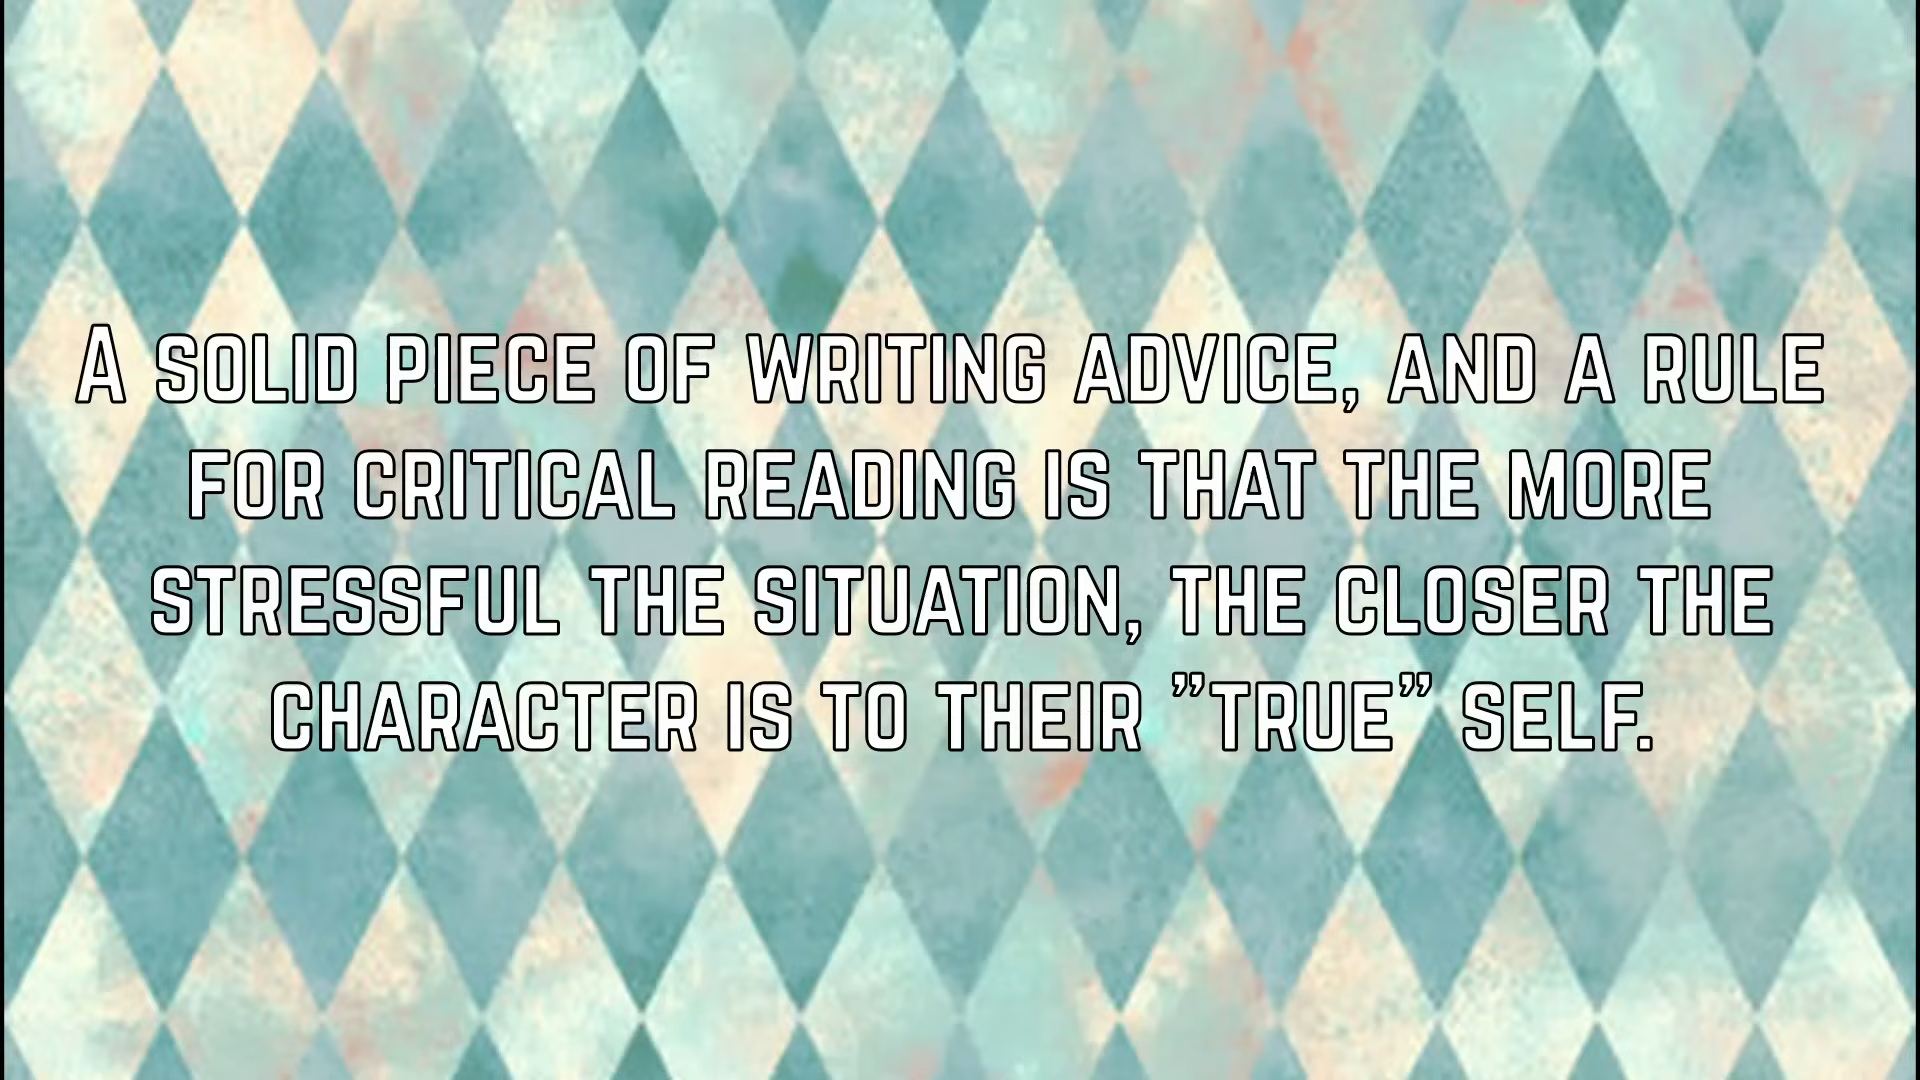 A solid piece of writing advice, and a rule
for critical reading is that the more
stressful the situation, the closer the
character is to their "true" self.